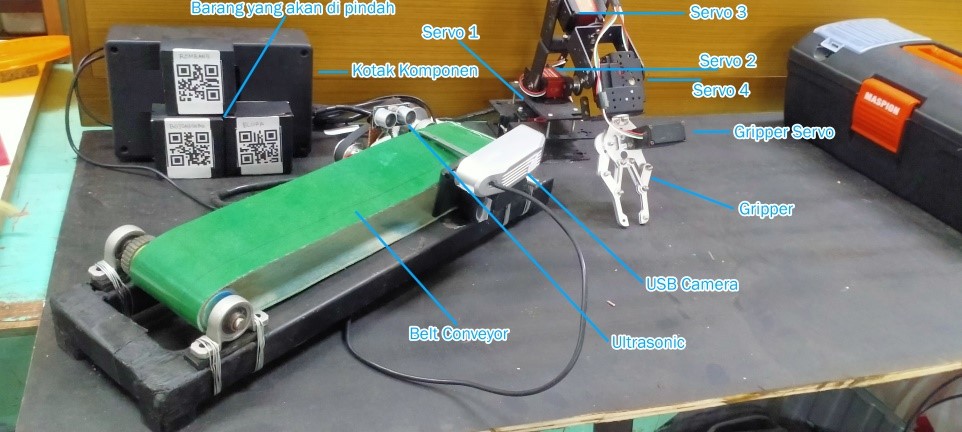 Barang yang akan di pindah
Servo 3
Servo 1
Servo 2
Kotak Komponen
Servo 4
MASPION
Gripper Servo
Gripper
USB Camera
Belt Conveyor
Ultrasonic